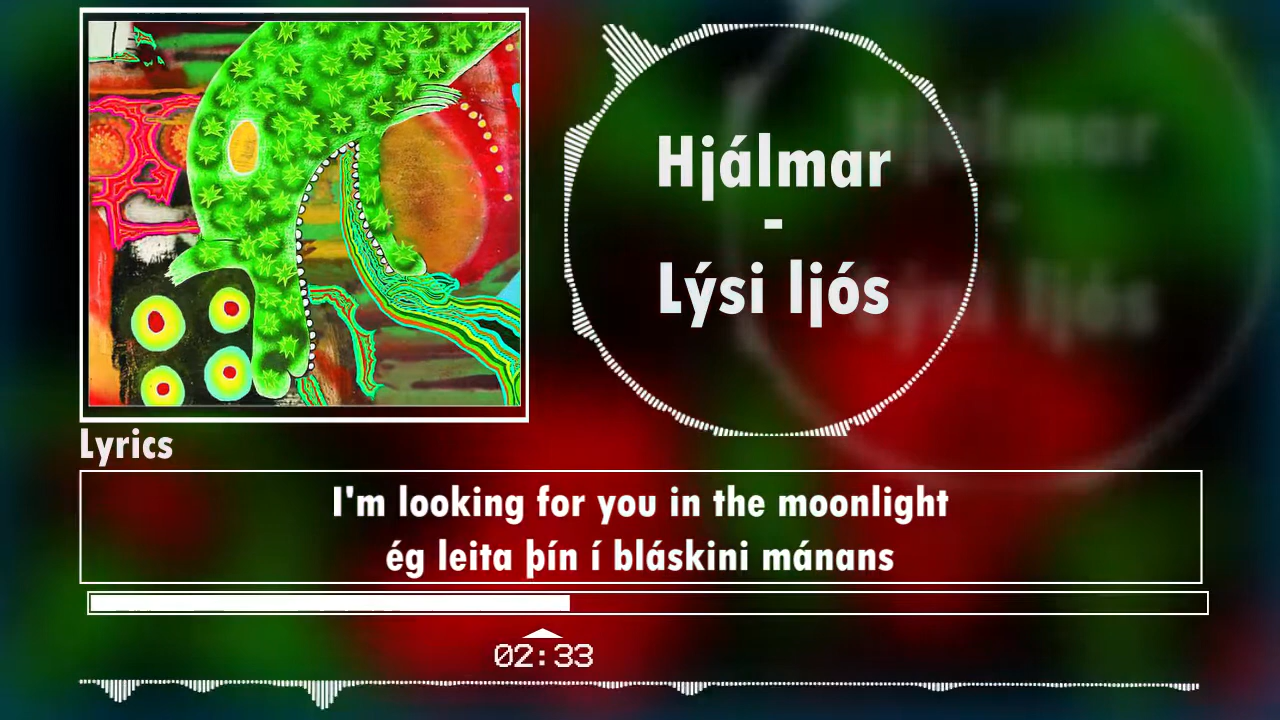 Hjálmar
-
Lýsi ljós
Lyrics
I'm looking for you in the moonlight
ég leita þín í bláskini mánans
02:33